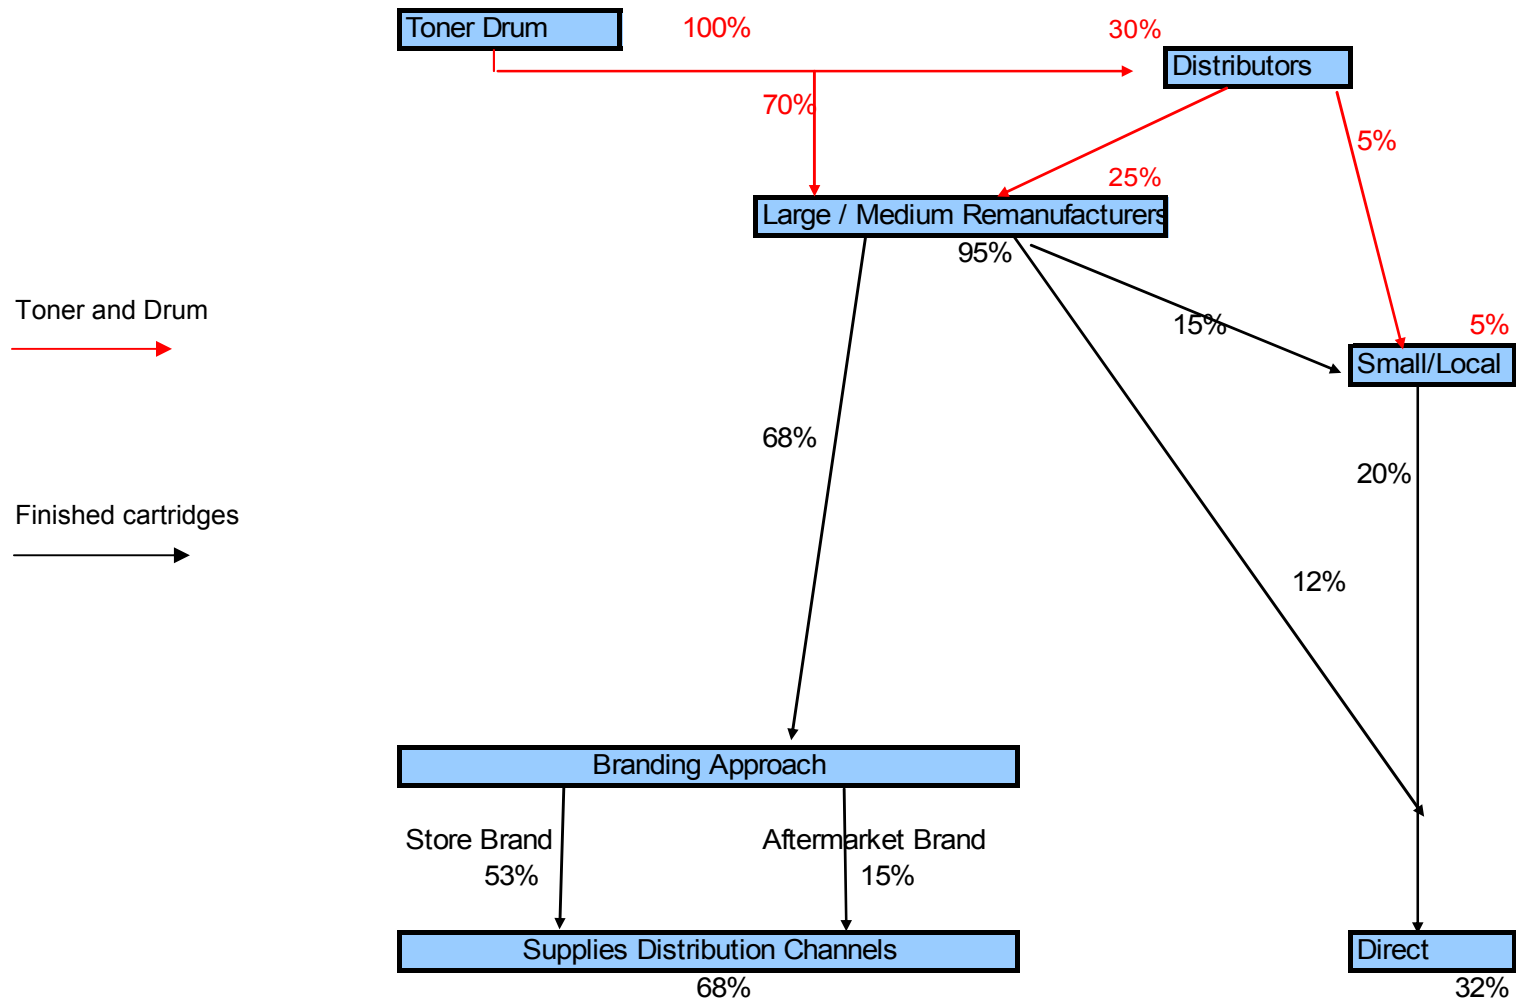 Toner Drum
100%
30%
Distributors
70%
5%
25%
Large / Medium Remanufacturers
95%
Toner and Drum
15%
5%
Small/Local
68%
20%
Finished cartridges
12%
Branding Approach
Store Brand
53%
Aftermarket Brand
15%
Supplies Distribution Channels
68%
Direct
32%